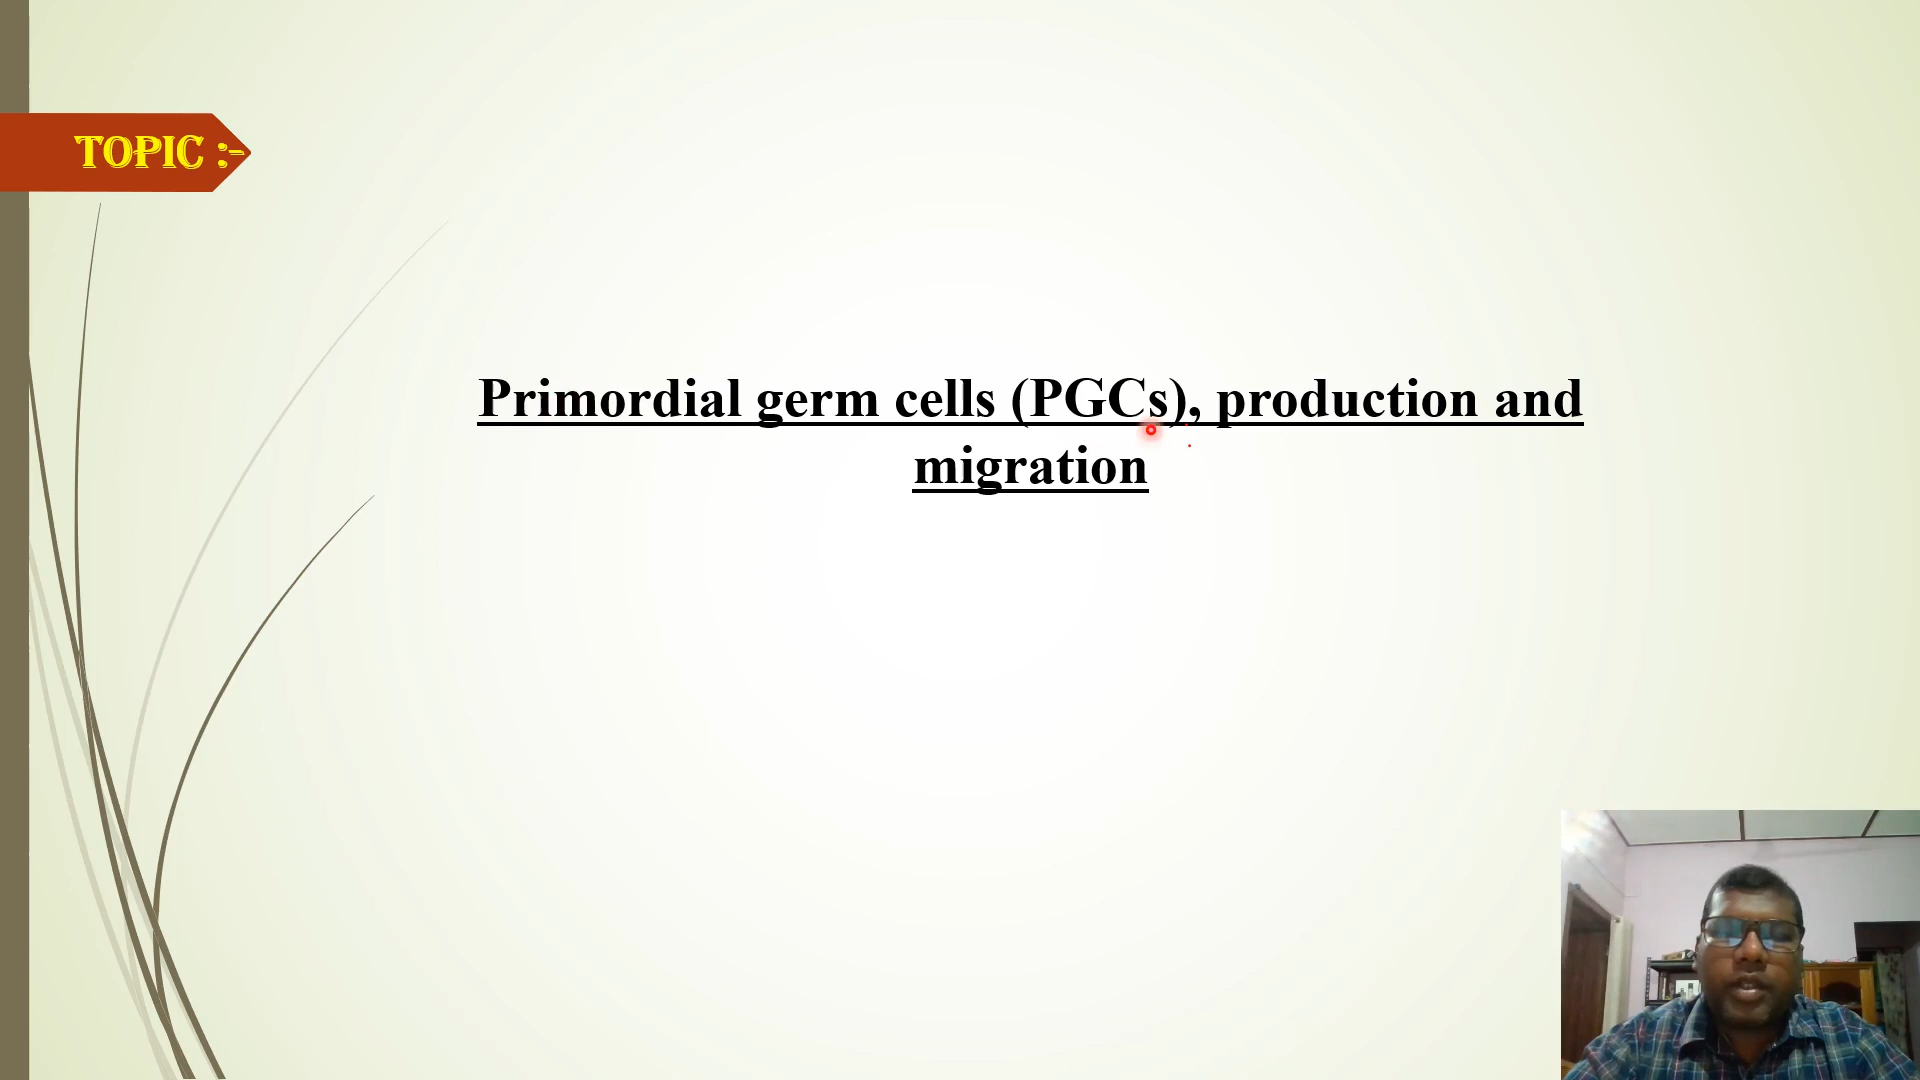 TOPIC :-
Primordial germ cells (PGCs), production and
migration